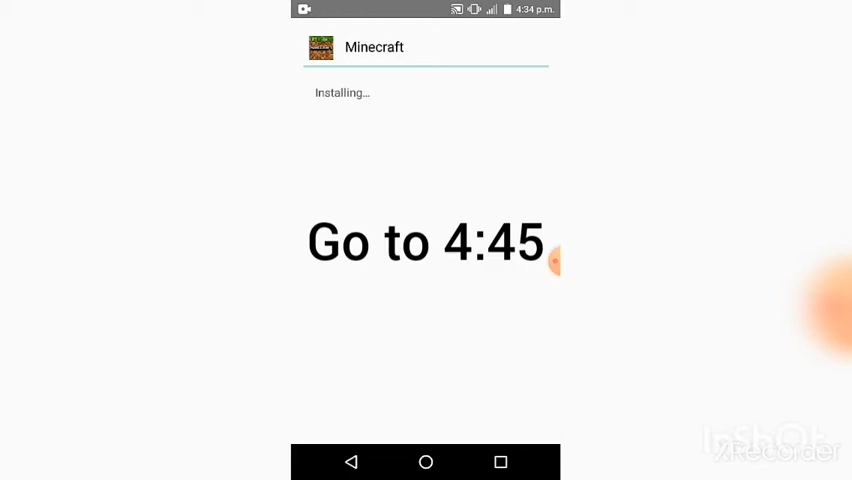 4:34 p.m.
Minecraft
Installing...
Go to 4:45
InShOt
XRecorder